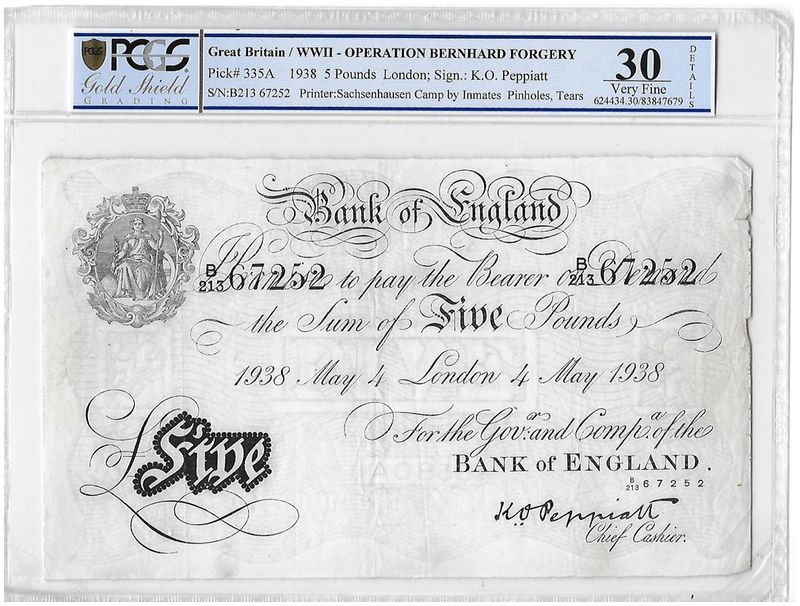 PCGS
Gold Shield
GRADING
Great Britain / WWII - OPERATION BERNHARD FORGERY
Pick# 335A 1938 5 Pounds London; Sign.: K.O. Peppiatt
S/N:B213 67252 Printer:Sachsenhausen Camp by Inmates Pinholes, Tears
30
Very Fine
624434.30/83847679
DETAILS
Bank of England
B
213 67252 to pay the Bearer on Demand B
213 67252
the Sum of Five Pounds
1938 May 4 London 4 May 1938
For the Gov.r and Comp.a of the
BANK of ENGLAND.
B
213 67252
£Five
K.O Peppiatt
Chief Cashier.